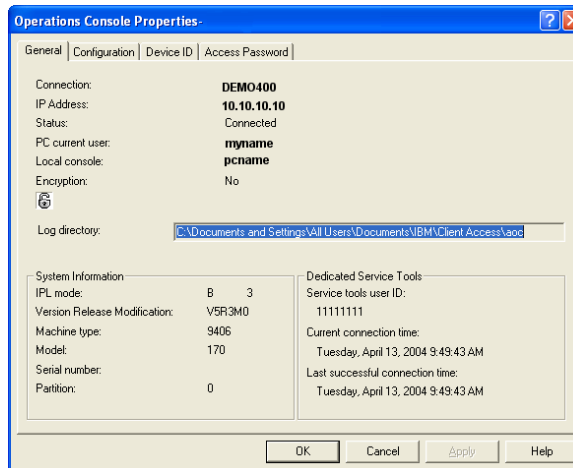 Operations Console Properties-
General Configuration Device ID Access Password
Connection: DEMO400
IP Address: 10.10.10.10
Status: Connected
PC current user: myname
Local console: pcname
Encryption: No
Log directory: C:\Documents and Settings\All Users\Documents\IBM\Client Access\aoc
System Information
IPL mode: B 3
Version Release Modification: V5R3M0
Machine type: 9406
Model: 170
Serial number:
Partition: 0
Dedicated Service Tools
Service tools user ID:
11111111
Current connection time:
Tuesday, April 13, 2004 9:49:43 AM
Last successful connection time:
Tuesday, April 13, 2004 9:49:43 AM
OK Cancel Apply Help